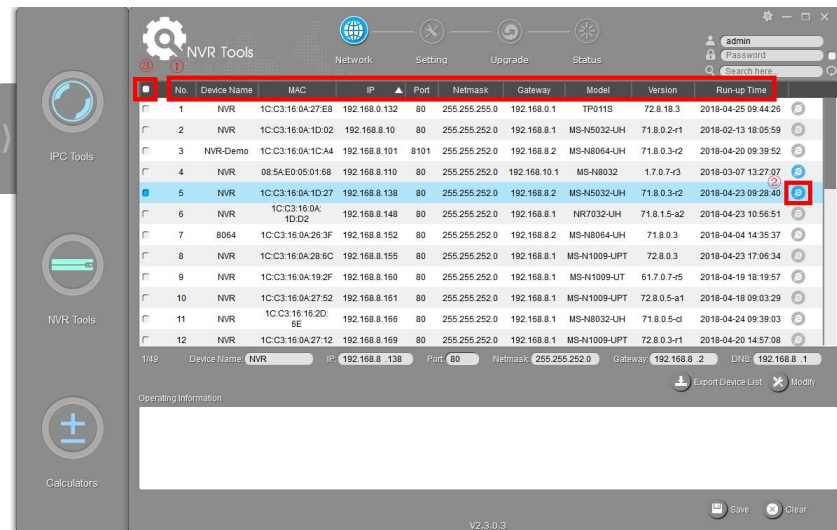 NVR Tools
Network
Setting
Upgrade
Status
admin
Password
Search here...
③ ①
No. Device Name MAC IP Port Netmask Gateway Model Version Run-up Time
1 NVR 1C:C3:16:0A:27:E8 192.168.0.132 80 255.255.255.0 192.168.0.1 TP011S 72.8.18.3 2018-04-25 09:44:26
2 NVR 1C:C3:16:0A:1D:02 192.168.8.10 80 255.255.252.0 192.168.8.1 MS-N5032-UH 71.8.0.2-r1 2018-02-13 18:05:59
3 NVR-Demo 1C:C3:16:0A:1C:A4 192.168.8.101 8101 255.255.252.0 192.168.8.2 MS-N8064-UH 71.8.0.3-r2 2018-04-20 09:39:52
4 NVR 08:5A:E0:05:01:68 192.168.8.110 80 255.255.252.0 192.168.10.1 MS-N8032 1.7.0.7-r3 2018-03-07 13:27:07
②
5 NVR 1C:C3:16:0A:1D:27 192.168.8.138 80 255.255.252.0 192.168.8.2 MS-N5032-UH 71.8.0.3-r2 2018-04-23 09:28:40
6 NVR 1C:C3:16:0A:
1D:D2 192.168.8.148 80 255.255.252.0 192.168.8.1 NR7032-UH 71.8.1.5-a2 2018-04-23 10:56:51
7 8064 1C:C3:16:0A:26:3F 192.168.8.152 80 255.255.252.0 192.168.8.2 MS-N8064-UH 71.8.0.3 2018-04-04 14:35:37
8 NVR 1C:C3:16:0A:28:6C 192.168.8.155 80 255.255.252.0 192.168.8.1 MS-N1009-UPT 72.8.0.3 2018-04-23 17:06:34
9 NVR 1C:C3:16:0A:19:2F 192.168.8.160 80 255.255.252.0 192.168.8.1 MS-N1009-UT 61.7.0.7-r5 2018-04-19 18:19:57
10 NVR 1C:C3:16:0A:27:52 192.168.8.161 80 255.255.252.0 192.168.8.1 MS-N1009-UPT 72.8.0.5-a1 2018-04-18 09:03:29
11 NVR 1C:C3:16:16:2D:
6E 192.168.8.166 80 255.255.252.0 192.168.8.1 MS-N8032-UH 71.8.0.5-cl 2018-04-24 09:39:03
12 NVR 1C:C3:16:0A:27:12 192.168.8.169 80 255.255.252.0 192.168.8.1 MS-N1009-UPT 72.8.0.3-r1 2018-04-20 14:57:08
1/49 Device Name: NVR IP: 192.168.8 .138 Port: 80 Netmask: 255.255.252.0 Gateway: 192.168.8 .2 DNS: 192.168.8 .1
Export Device List Modify
Operating Information
Save Clear
V2.3.0.3
IPC Tools
NVR Tools
Calculators